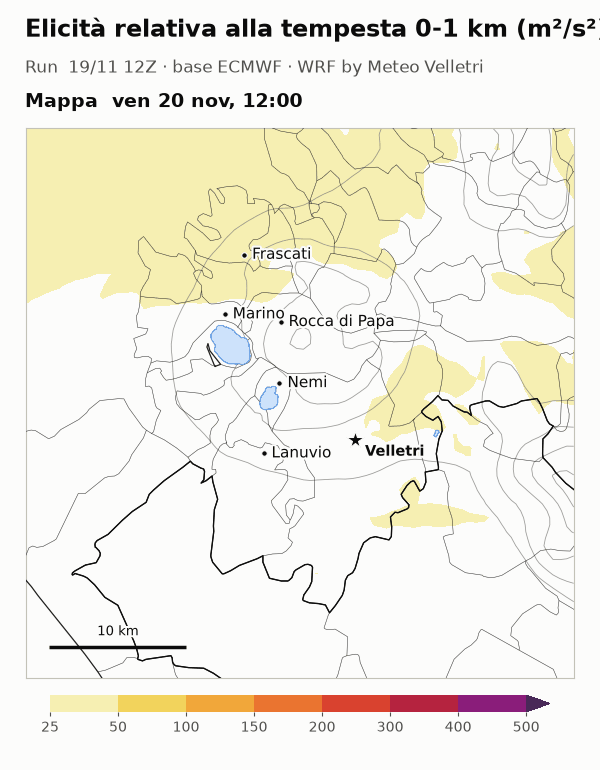 Elicità relativa alla tempesta 0-1 km (m²/s²)
Run  19/11 12Z · base ECMWF · WRF by Meteo Velletri
Mappa  ven 20 nov, 12:00
Frascati
Marino
Rocca di Papa
Nemi
Velletri
Lanuvio
10 km
25 50 100 150 200 300 400 500